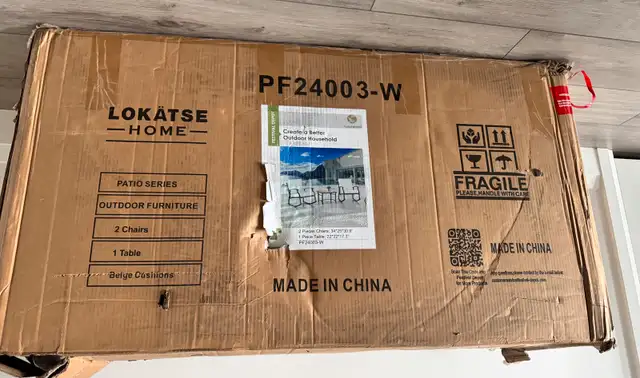 PF24003-W
LOKÄTSE
HOME
PATIO SERIES
OUTDOOR FURNITURE
2 Chairs
1 Table
Beige Cushions
Create a Better
Outdoor Household
PF24003-W
MADE IN CHINA
FRAGILE
PLEASE HANDLE WITH CARE
MADE IN CHINA